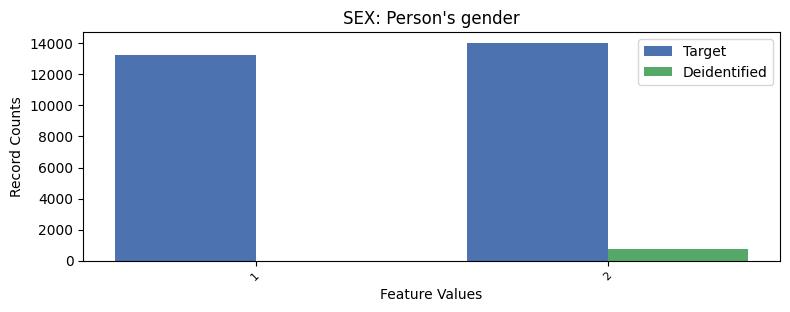 SEX: Person's gender
Target
Deidentified
Record Counts
14000
12000
10000
8000
6000
4000
2000
0
1
2
Feature Values